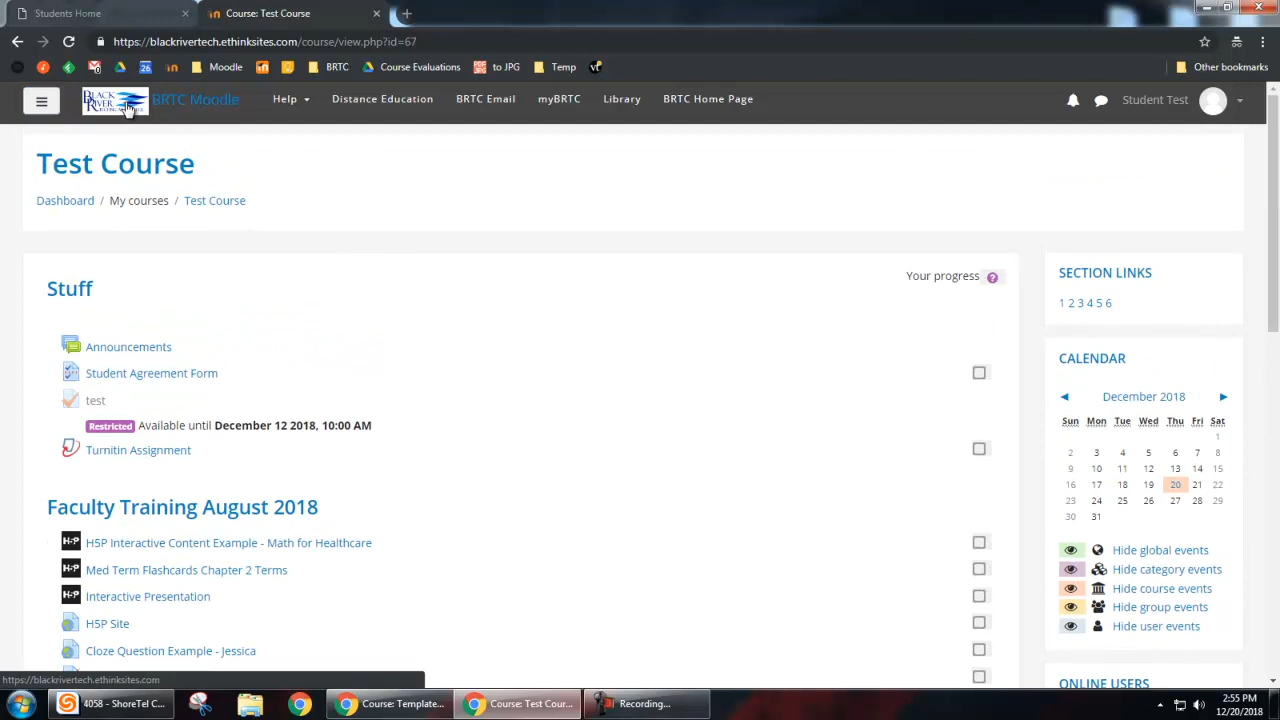 Students Home
Course: Test Course
https://blackrivertech.ethinksites.com/course/view.php?id=67
26
Moodle
BRTC
Course Evaluations
to JPG
Temp
Other bookmarks
BLACK RIVER
BRTC Moodle
Help
Distance Education
BRTC Email
myBRTC
Library
BRTC Home Page
Student Test
Test Course
Dashboard / My courses / Test Course
Stuff
Your progress
Announcements
Student Agreement Form
test
Restricted Available until December 12 2018, 10:00 AM
Turnitin Assignment
Faculty Training August 2018
H5P Interactive Content Example - Math for Healthcare
Med Term Flashcards Chapter 2 Terms
Interactive Presentation
H5P Site
Cloze Question Example - Jessica
SECTION LINKS
1 2 3 4 5 6
CALENDAR
December 2018
Sun Mon Tue Wed Thu Fri Sat
1
2 3 4 5 6 7 8
9 10 11 12 13 14 15
16 17 18 19 20 21 22
23 24 25 26 27 28 29
30 31
Hide global events
Hide category events
Hide course events
Hide group events
Hide user events
ONLINE USERS
https://blackrivertech.ethinksites.com
4058 - ShoreTel C...
Course: Template...
Course: Test Cour...
Recording...
2:55 PM
12/20/2018